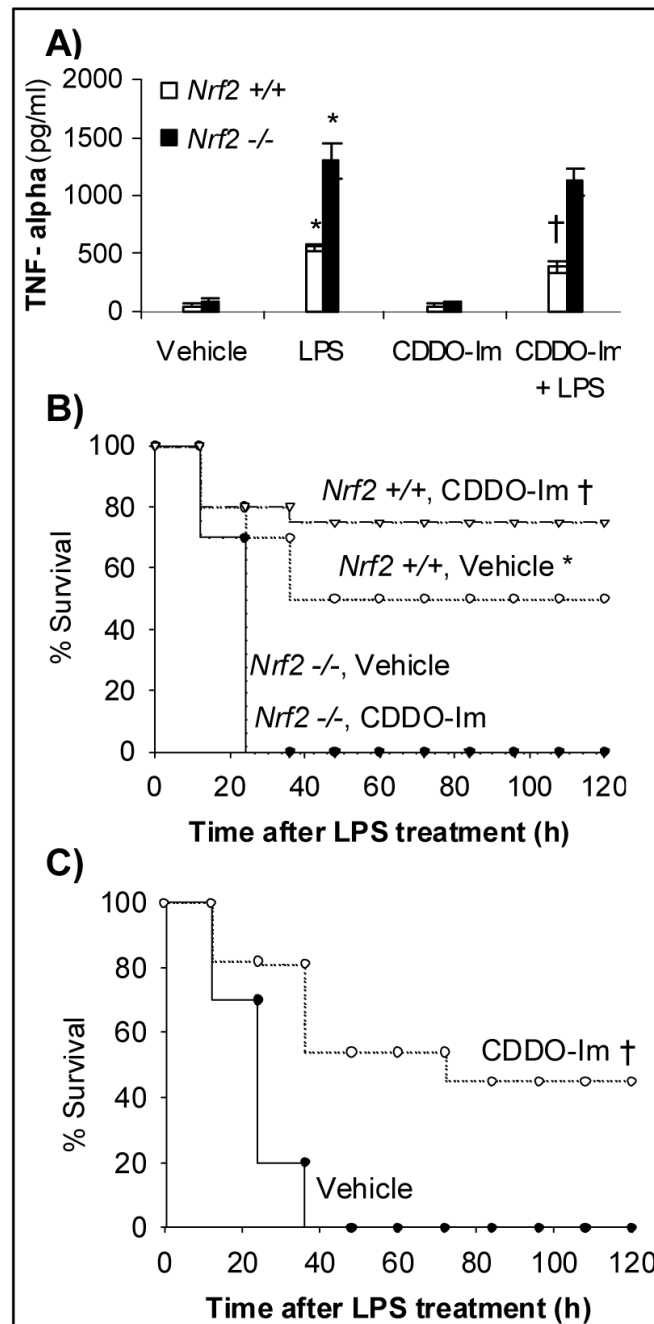 A)
2000
1500
1000
500
0
TNF- alpha (pg/ml)
Nrf2 +/+
Nrf2 -/-
*
*
†
Vehicle
LPS
CDDO-Im
CDDO-Im
+ LPS
B)
100
80
60
40
20
0
% Survival
Nrf2 +/+, CDDO-Im †
Nrf2 +/+, Vehicle *
Nrf2 -/-, Vehicle
Nrf2 -/-, CDDO-Im
0 20 40 60 80 100 120
Time after LPS treatment (h)
C)
100
80
60
40
20
0
% Survival
CDDO-Im †
Vehicle
0 20 40 60 80 100 120
Time after LPS treatment (h)